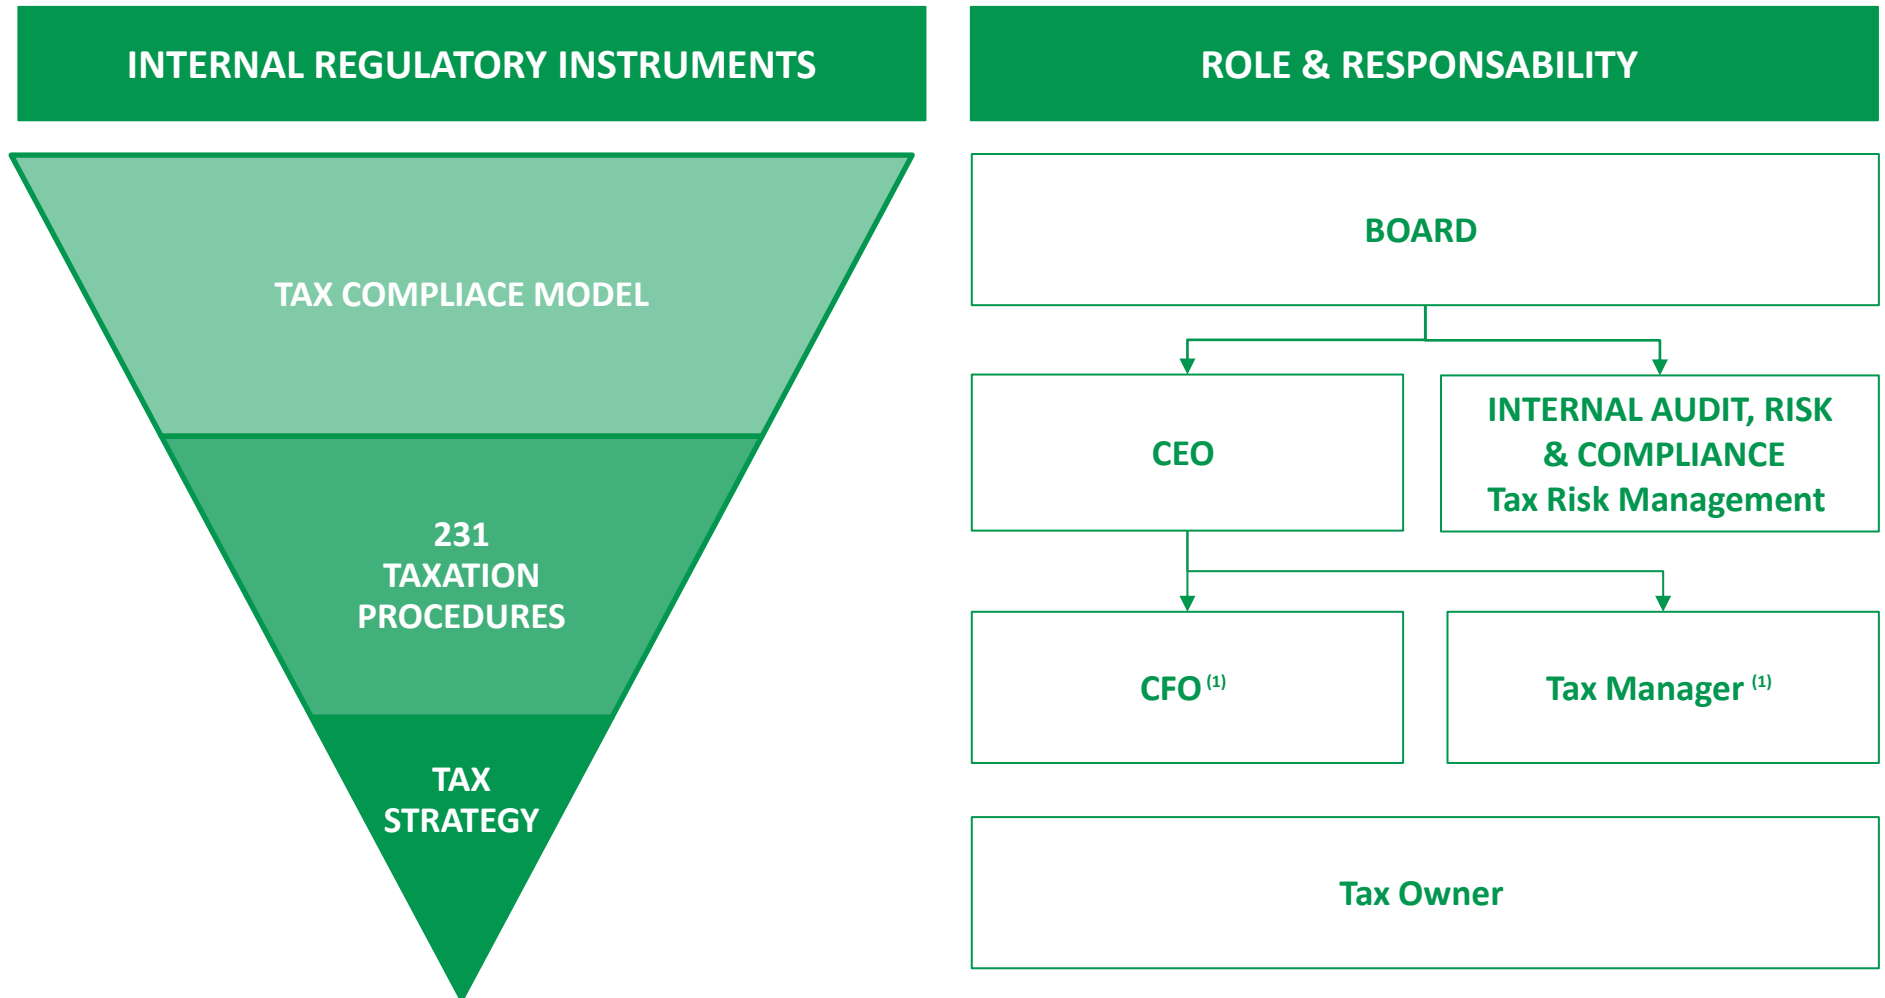 INTERNAL REGULATORY INSTRUMENTS
TAX COMPLIACE MODEL
231
TAXATION
PROCEDURES
TAX
STRATEGY
ROLE & RESPONSABILITY
BOARD
CEO
INTERNAL AUDIT, RISK
& COMPLIANCE
Tax Risk Management
CFO (1)
Tax Manager (1)
Tax Owner